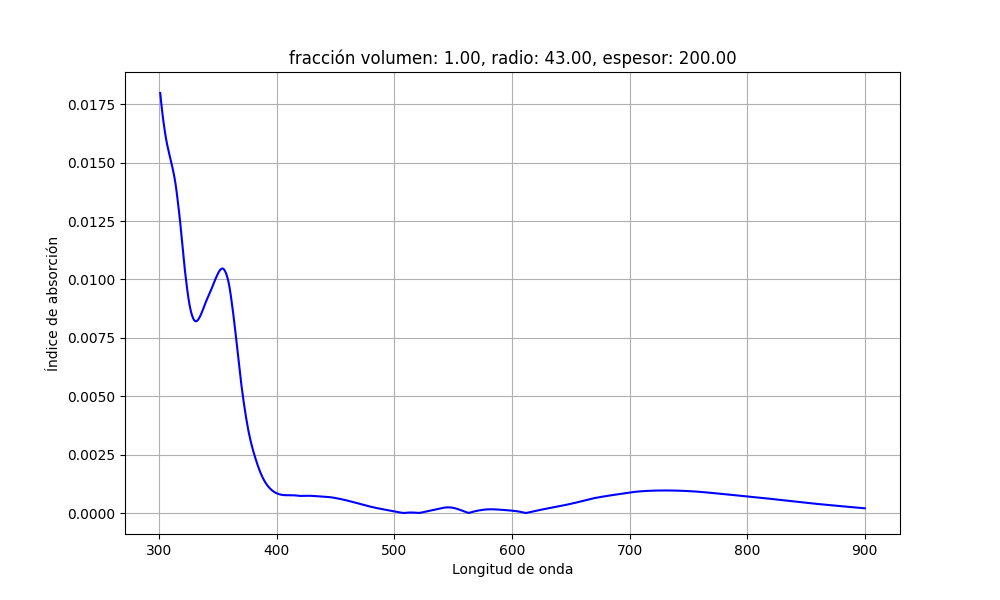 fracción volumen: 1.00, radio: 43.00, espesor: 200.00
Índice de absorción
0.0175
0.0150
0.0125
0.0100
0.0075
0.0050
0.0025
0.0000
300 400 500 600 700 800 900
Longitud de onda